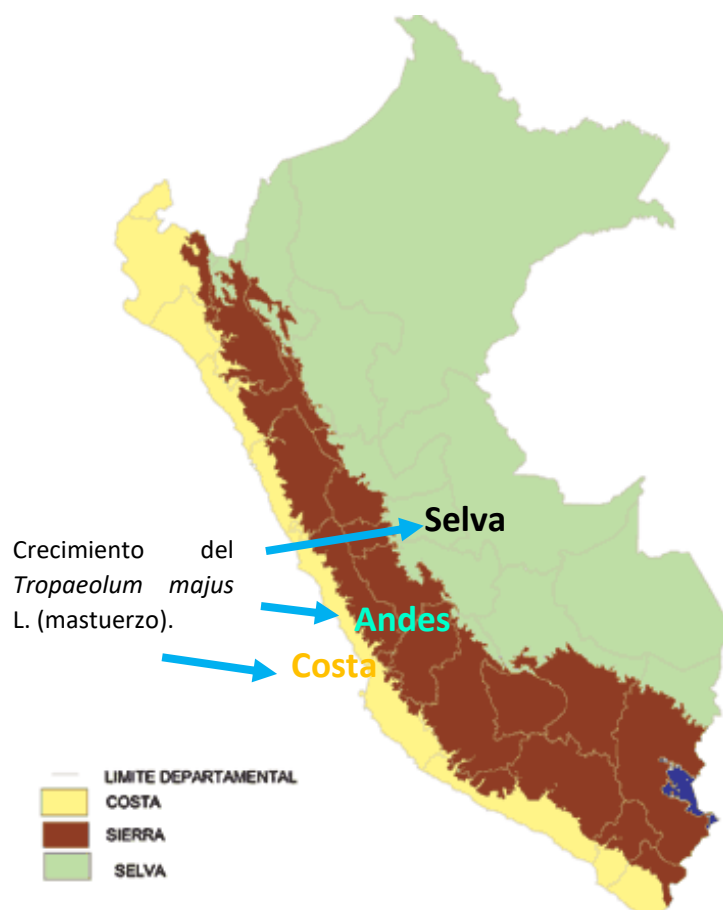 Selva
Crecimiento del
Tropaeolum majus
L. (mastuerzo).
Andes
Costa
LIMITE DEPARTAMENTAL
COSTA
SIERRA
SELVA